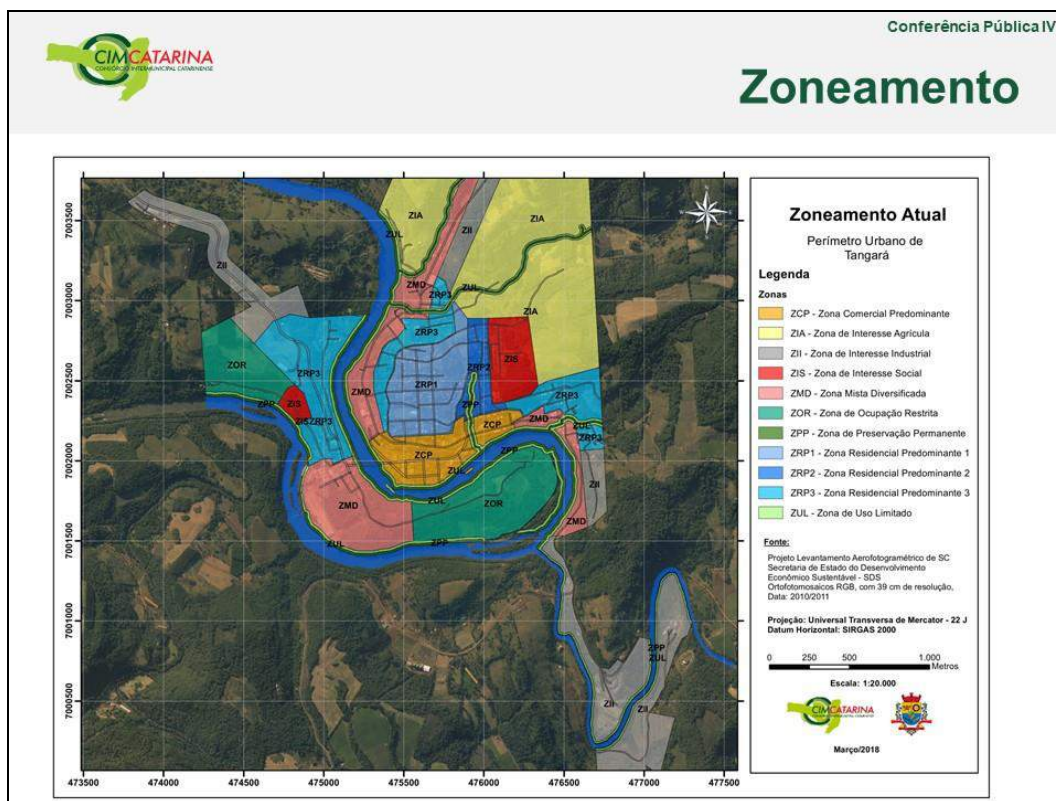 Conferência Pública IV
CIMCATARINA
CONSÓRCIO INTERMUNICIPAL CATARINENSE
Zoneamento
7003500
7003000
7002500
7002000
7001500
7001000
7000500
473500
474000
474500
475000
475500
476000
476500
477000
477500
ZIA
ZUL
ZII
ZIA
ZII
ZMD
ZRP3
ZUL
ZIA
ZRP3
ZRP3
ZOR
ZRP2
ZIS
ZRP1
ZMD
ZPP
ZIS
ZRP3
ZPP
ZIS
ZRP3
ZCP
ZMD
ZUL
ZRP3
ZCP
ZPP
ZUL
ZMD
ZUL
ZOR
ZII
ZMD
ZUL
ZPP
ZPP
ZUL
ZII
ZII
N
W
E
S
Zoneamento Atual
Perímetro Urbano de
Tangará
Legenda
Zonas
ZCP - Zona Comercial Predominante
ZIA - Zona de Interesse Agrícula
ZII - Zona de Interesse Industrial
ZIS - Zona de Interesse Social
ZMD - Zona Mista Diversificada
ZOR - Zona de Ocupação Restrita
ZPP - Zona de Preservação Permanente
ZRP1 - Zona Residencial Predominante 1
ZRP2 - Zona Residencial Predominante 2
ZRP3 - Zona Residencial Predominante 3
ZUL - Zona de Uso Limitado
Fonte:
Projeto Levantamento Aerofotogramétrico de SC
Secretaria de Estado do Desenvolvimento
Econômico Sustentável - SDS
Ortofotomosaicos RGB, com 39 cm de resolução,
Data: 2010/2011
Projeção: Universal Transversa de Mercator - 22 J
Datum Horizontal: SIRGAS 2000
0 250 500 1.000
Metros
Escala: 1:20.000
CIMCATARINA
Março/2018